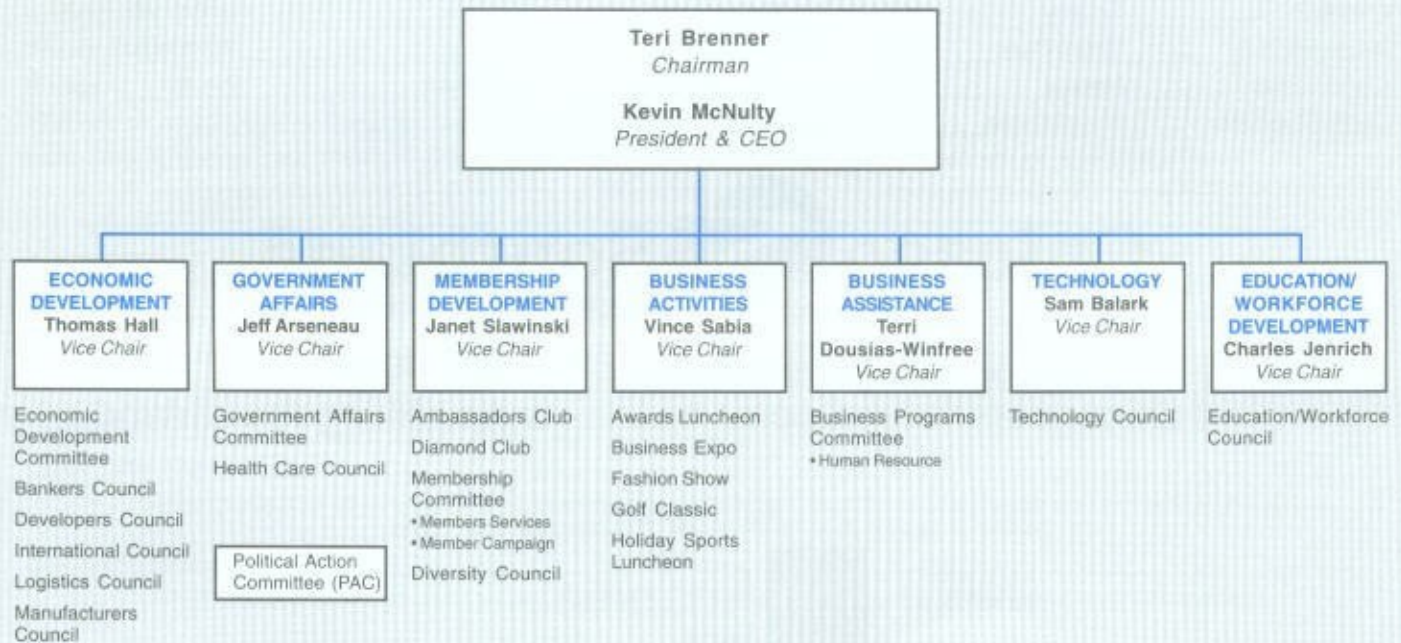 Teri Brenner
Chairman
Kevin McNulty
President & CEO
ECONOMIC
DEVELOPMENT
Thomas Hall
Vice Chair
Economic
Development
Committee
Bankers Council
Developers Council
International Council
Logistics Council
Manufacturers
Council
GOVERNMENT
AFFAIRS
Jeff Arseneau
Vice Chair
Government Affairs
Committee
Health Care Council
Political Action
Committee (PAC)
MEMBERSHIP
DEVELOPMENT
Janet Slawinski
Vice Chair
Ambassadors Club
Diamond Club
Membership
Committee
• Members Services
• Member Campaign
Diversity Council
BUSINESS
ACTIVITIES
Vince Sabia
Vice Chair
Awards Luncheon
Business Expo
Fashion Show
Golf Classic
Holiday Sports
Luncheon
BUSINESS
ASSISTANCE
Terri
Dousias-Winfree
Vice Chair
Business Programs
Committee
• Human Resource
TECHNOLOGY
Sam Balark
Vice Chair
Technology Council
EDUCATION/
WORKFORCE
DEVELOPMENT
Charles Jenrich
Vice Chair
Education/Workforce
Council